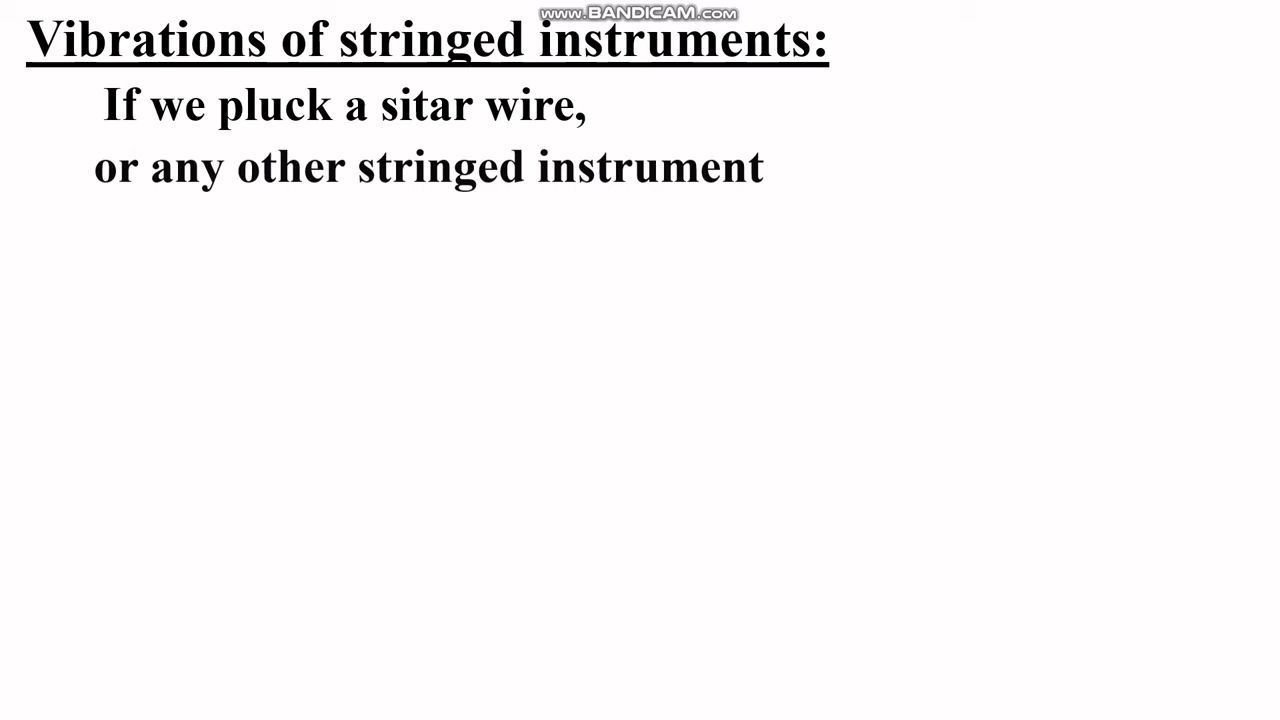 www.BANDICAM.com
Vibrations of stringed instruments:
If we pluck a sitar wire,
or any other stringed instrument